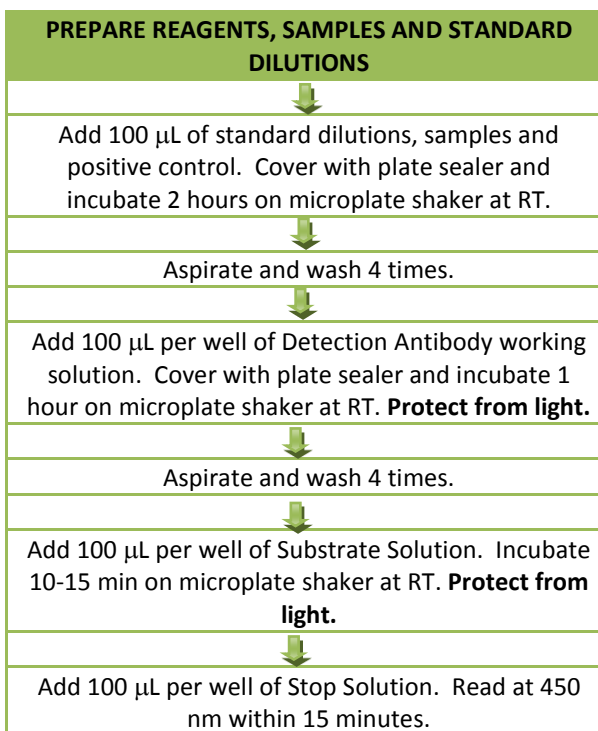 PREPARE REAGENTS, SAMPLES AND STANDARD
DILUTIONS
Add 100 µL of standard dilutions, samples and
positive control.  Cover with plate sealer and
incubate 2 hours on microplate shaker at RT.
Aspirate and wash 4 times.
Add 100 µL per well of Detection Antibody working
solution.  Cover with plate sealer and incubate 1
hour on microplate shaker at RT. Protect from light.
Aspirate and wash 4 times.
Add 100 µL per well of Substrate Solution.  Incubate
10-15 min on microplate shaker at RT. Protect from
light.
Add 100 µL per well of Stop Solution.  Read at 450
nm within 15 minutes.